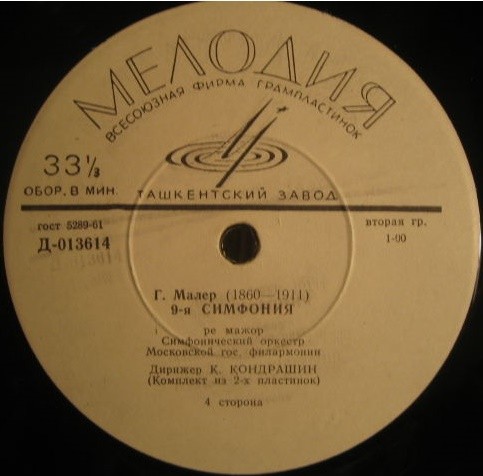 МЕЛОДИЯ
ВСЕСОЮЗНАЯ ФИРМА ГРАМПЛАСТИНОК
33⅓
ОБОР. В МИН.
ТАШКЕНТСКИЙ ЗАВОД
гост 5289-61
Д-013614
вторая гр.
1-90
Г. Малер (1860—1911)
9-я СИМФОНИЯ
ре мажор
Симфонический оркестр
Московской гос. филармонии
Дирижер К. КОНДРАШИН
(Комплект из 2-х пластинок)
4 сторона